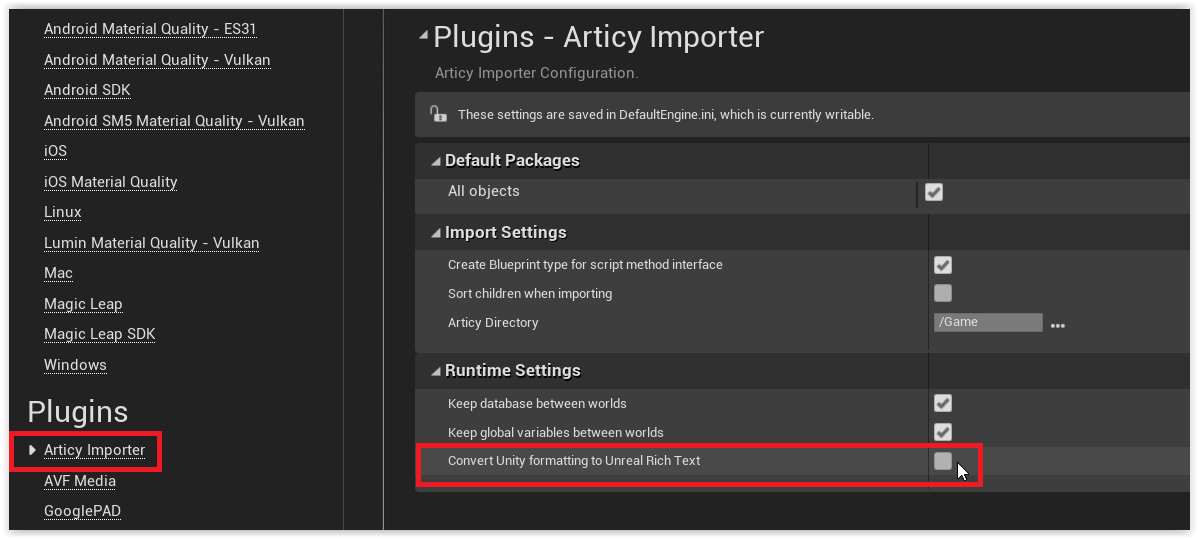 Android Material Quality - ES31
Android Material Quality - Vulkan
Android SDK
Android SM5 Material Quality - Vulkan
iOS
iOS Material Quality
Linux
Lumin Material Quality - Vulkan
Mac
Magic Leap
Magic Leap SDK
Windows
Plugins
Articy Importer
AVF Media
GooglePAD
Plugins - Articy Importer
Articy Importer Configuration.
These settings are saved in DefaultEngine.ini, which is currently writable.
Default Packages
All objects
Import Settings
Create Blueprint type for script method interface
Sort children when importing
Articy Directory
/Game
...
Runtime Settings
Keep database between worlds
Keep global variables between worlds
Convert Unity formatting to Unreal Rich Text